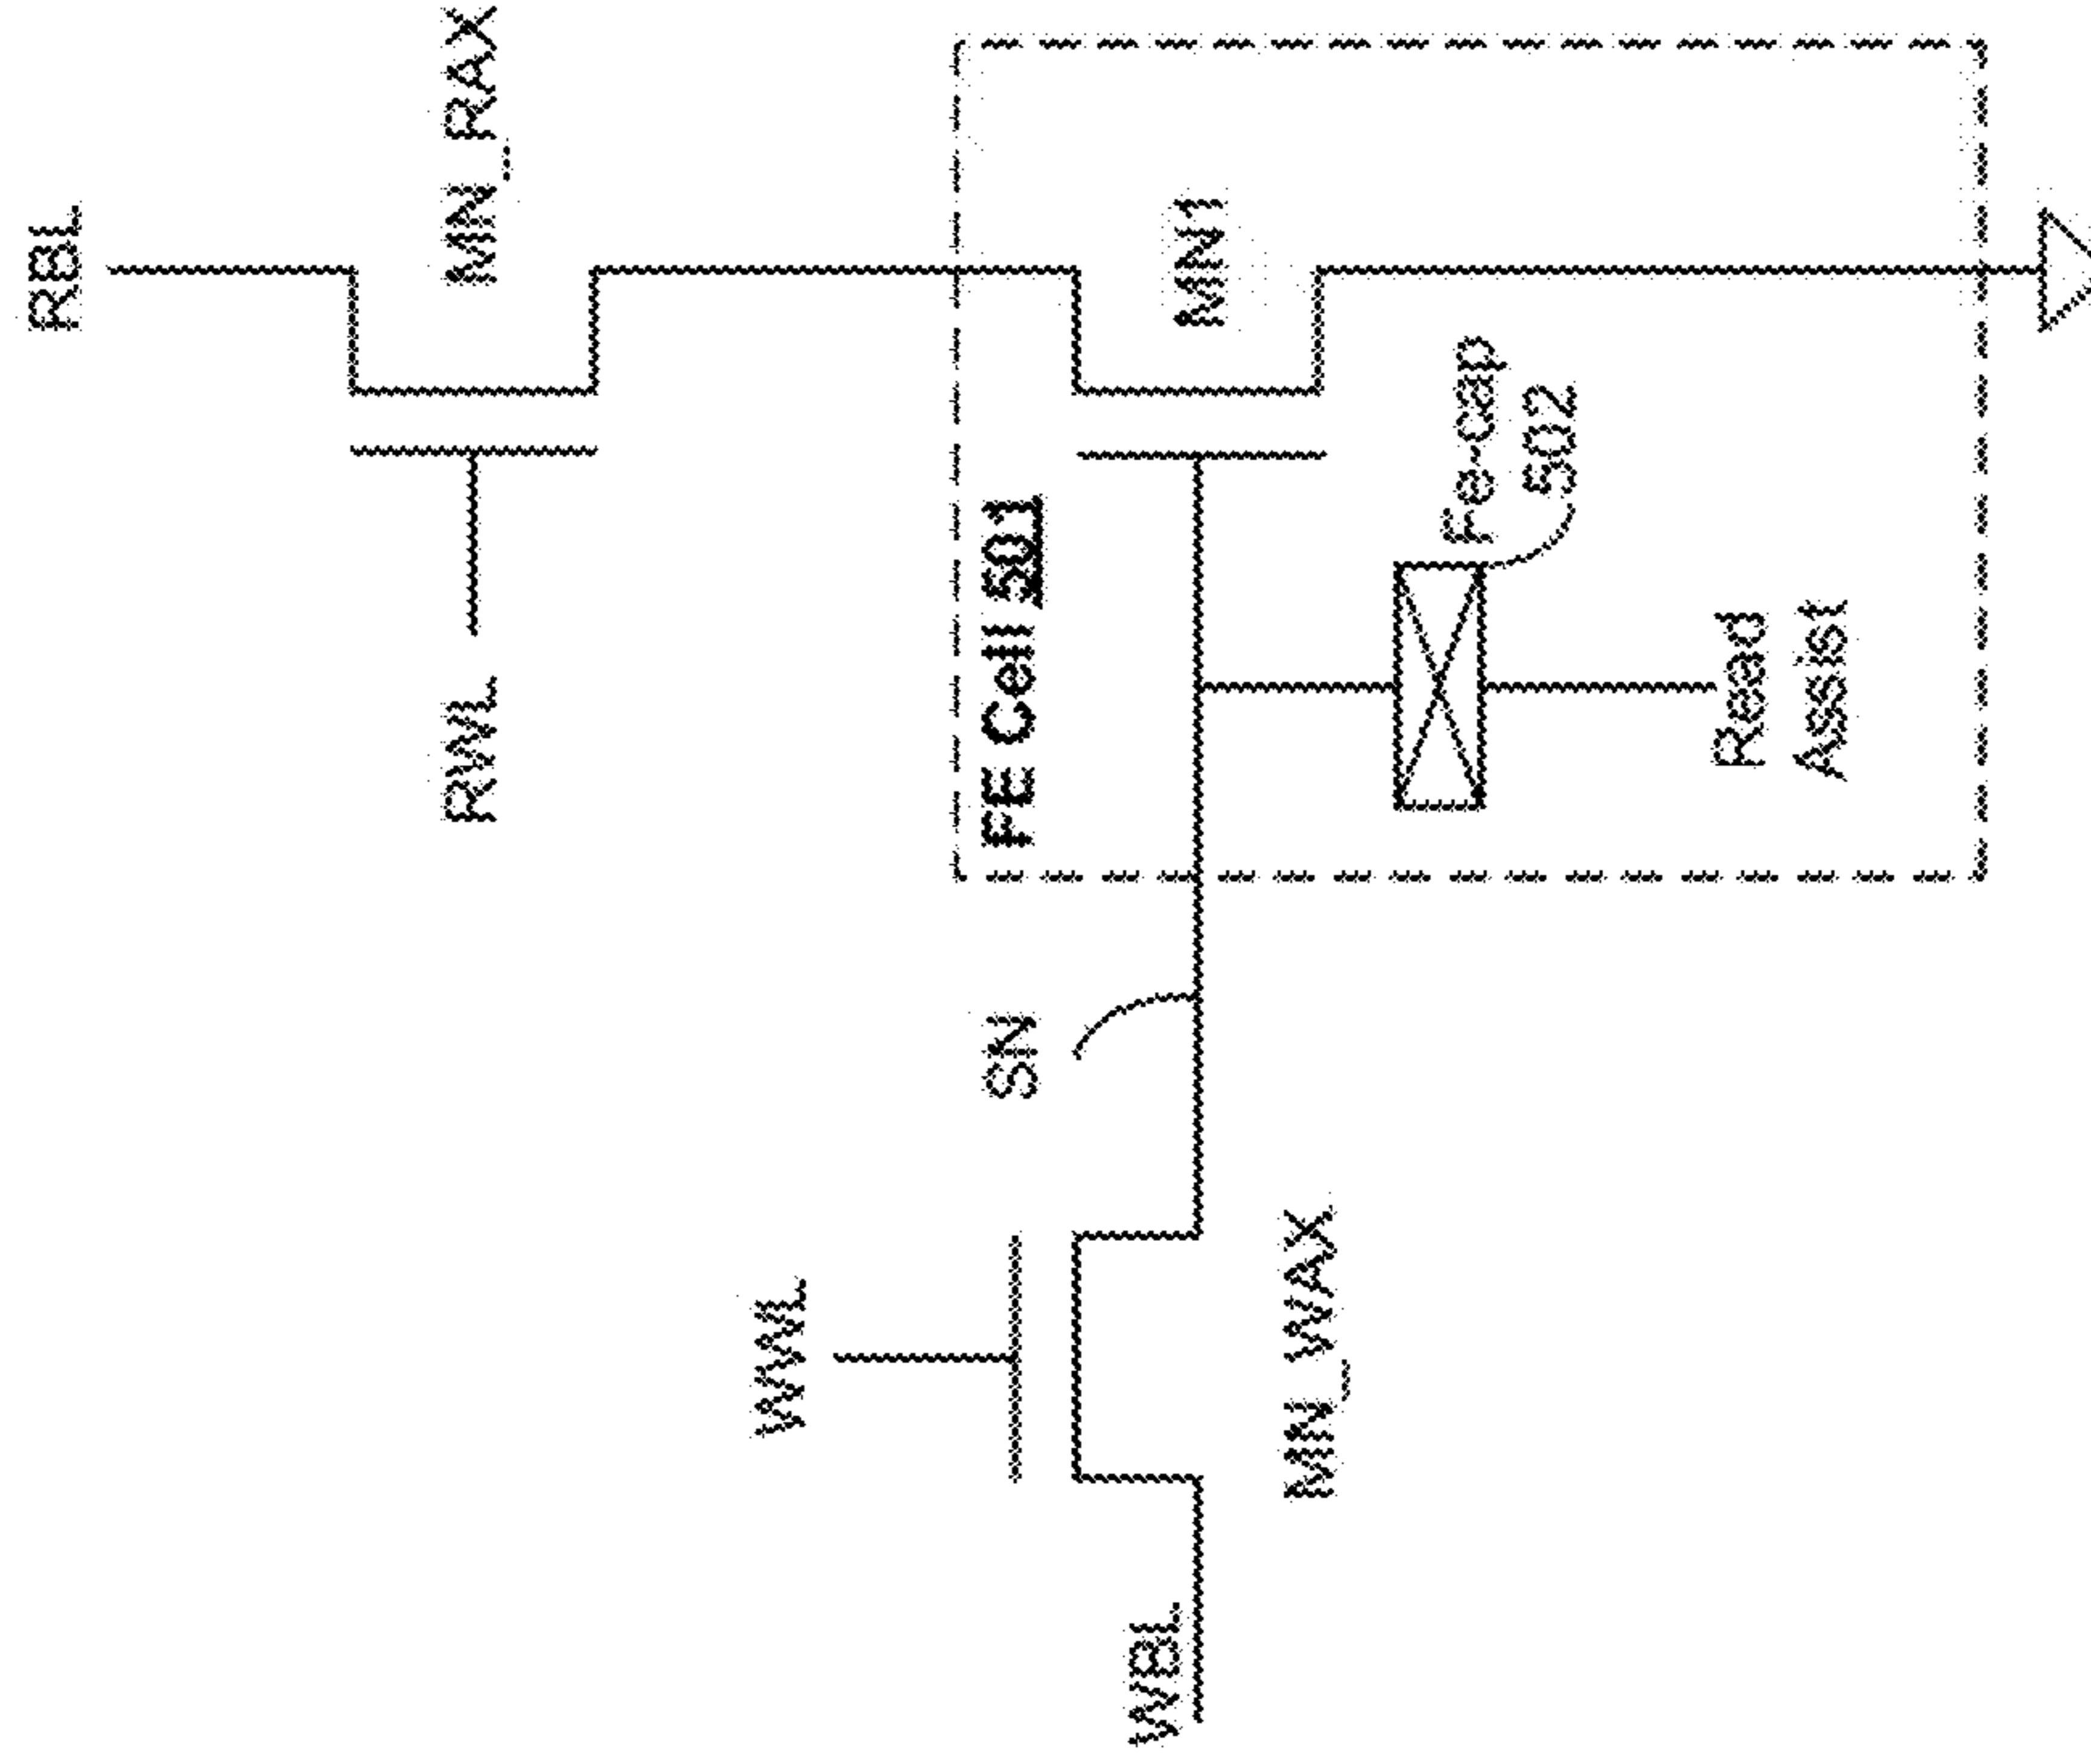 RBL
RWL
MN_RAX
WWL
SN
FE Cell 501
WBL
MN1
MN_WAX
Fe-cap
502
Read
Assist